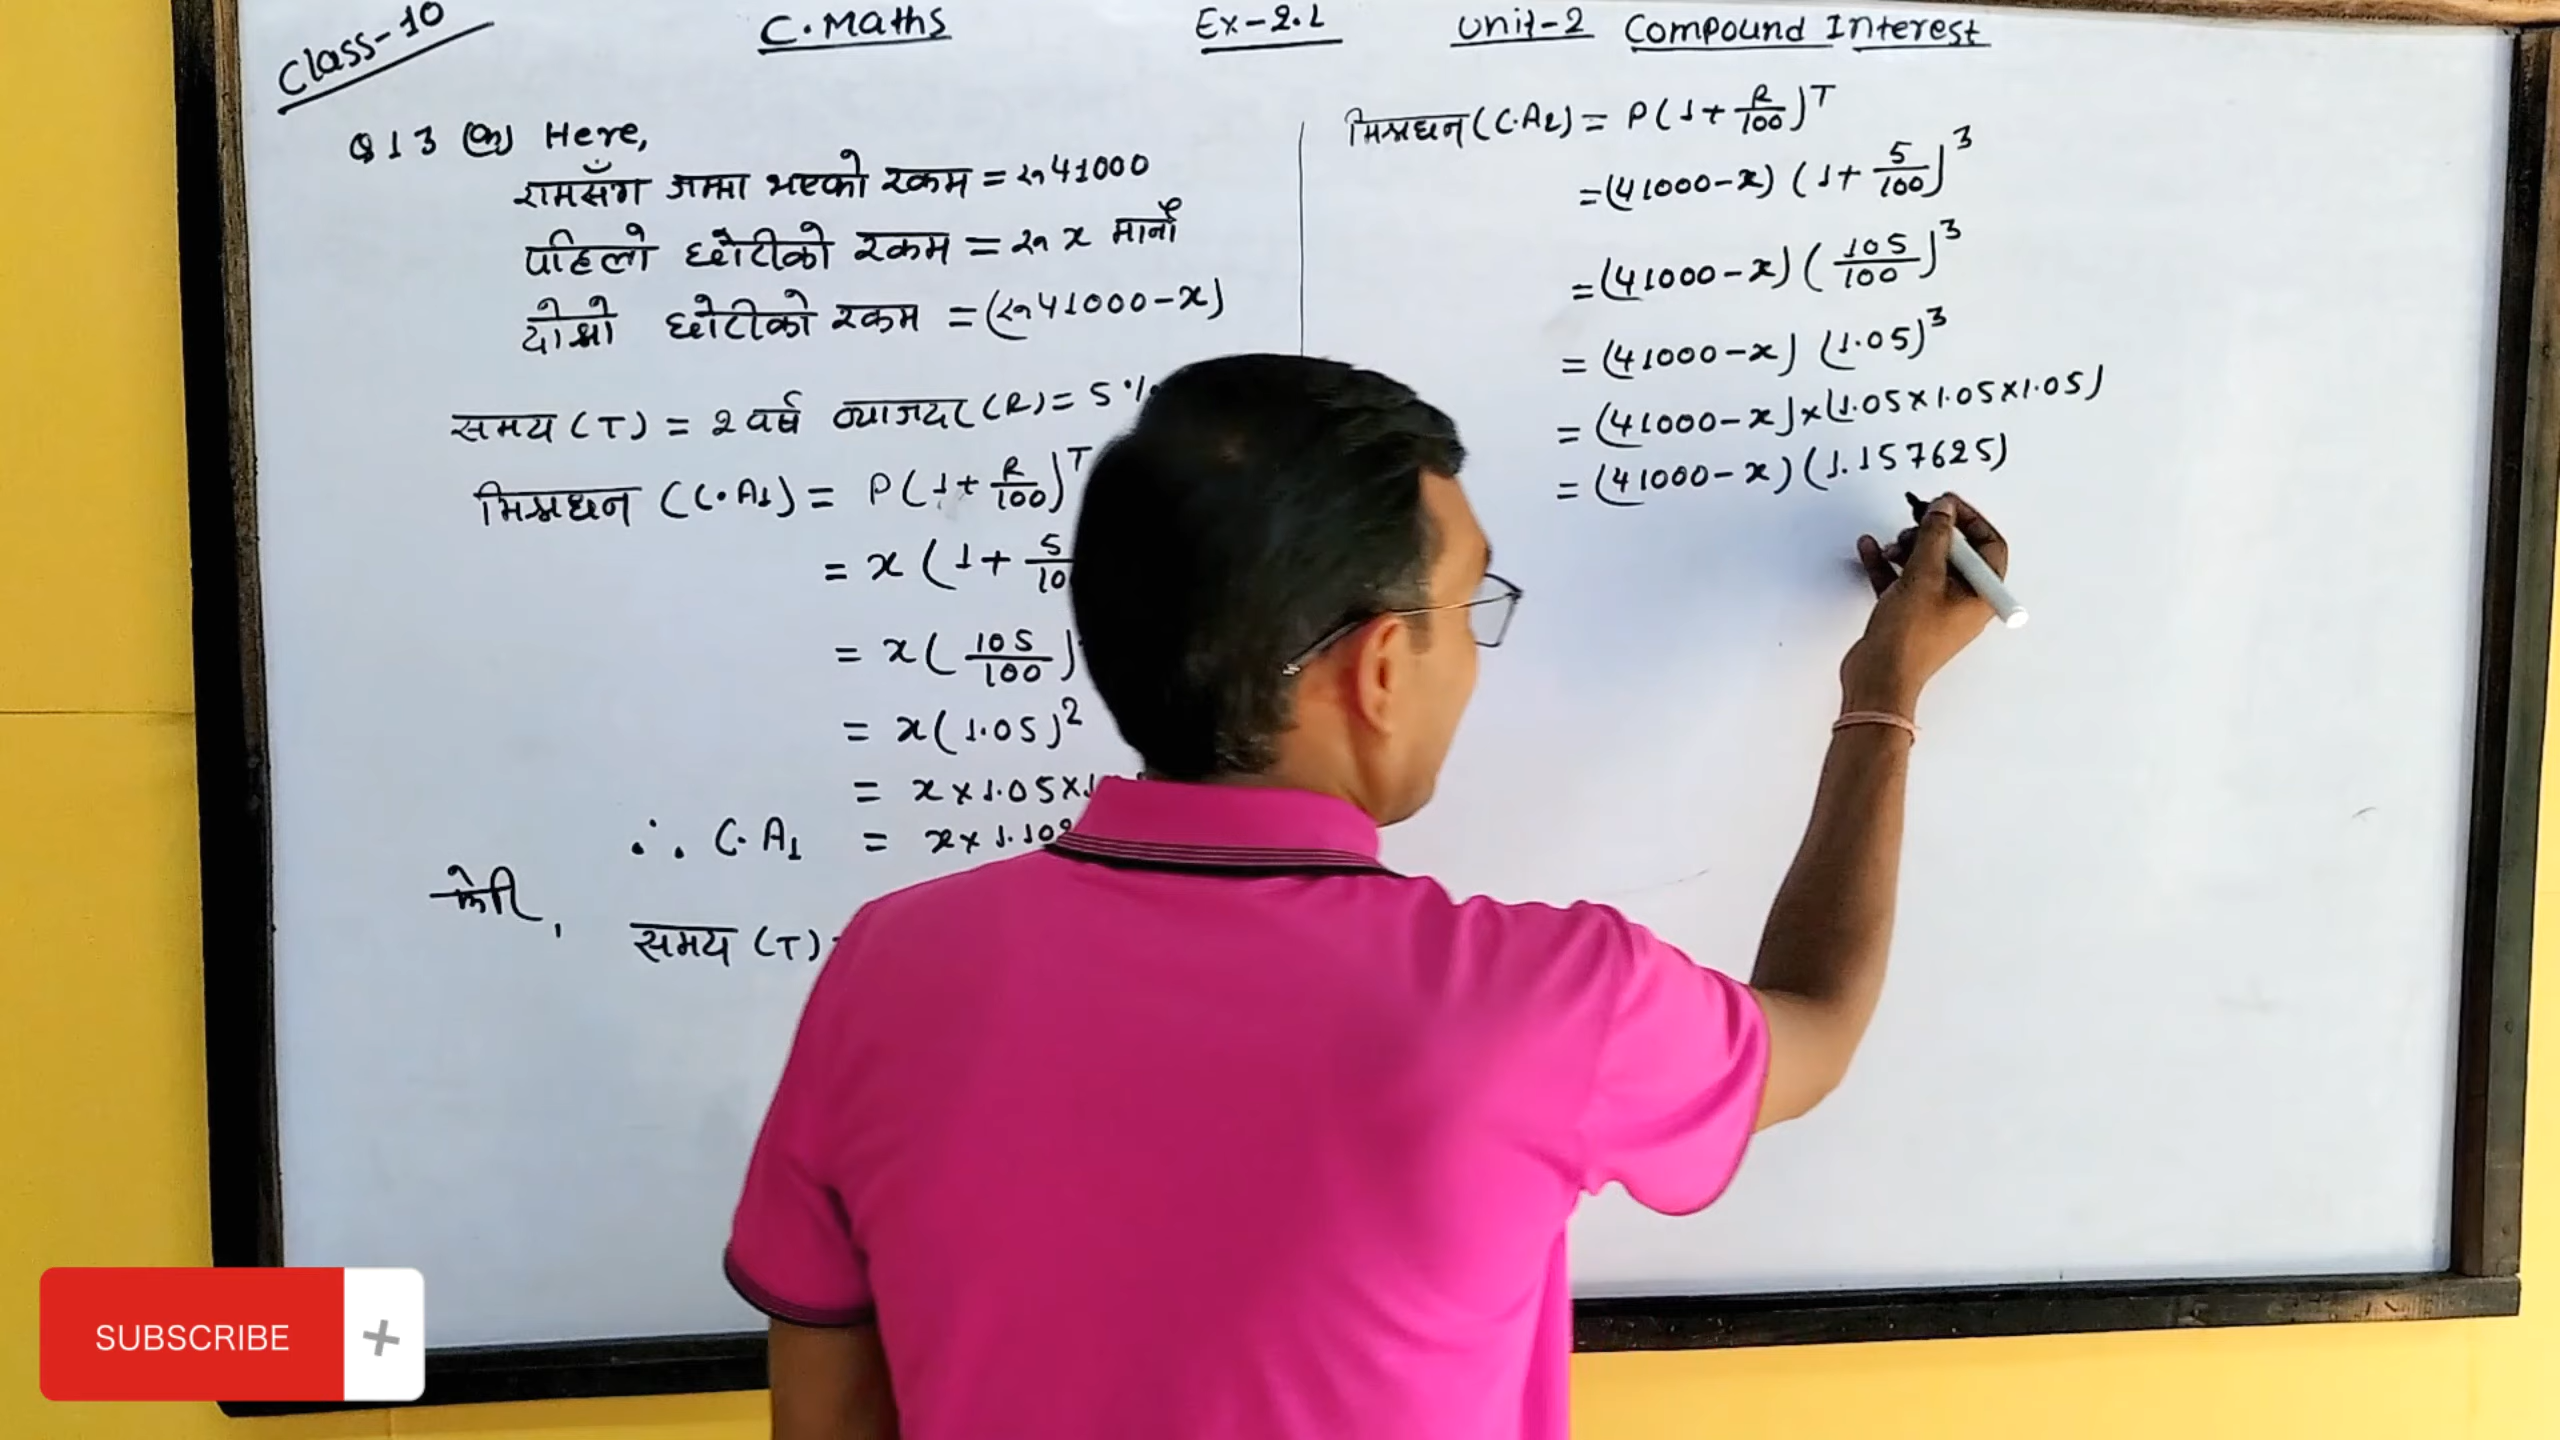 Class-10
C.Maths
Ex-2.1
Unit-2 Compound Interest
Q 13 (क) Here,
रामसँग जम्मा भएको रकम = रु 41000
पहिलो छोरीको रकम = रु x मानौं
दोश्रो छोरीको रकम = (रु 41000-x)
समय (T) = 2 वर्ष ब्याजदर (R) = 5 %
मिश्रधन (C.A1) = P(1+R/100)^T
= x (1+ 5/10
= x ( 105/100 )
= x (1.05)^2
= x × 1.05 × 1
∴ C.A1 = x × 1.10
फेरि,
समय (T)
मिश्रधन (C.A2) = P(1+ R/100)^T
= (41000-x) (1+ 5/100)^3
= (41000-x) ( 105/100 )^3
= (41000-x) (1.05)^3
= (41000-x) × (1.05×1.05×1.05)
= (41000-x) (1.157625)
SUBSCRIBE +